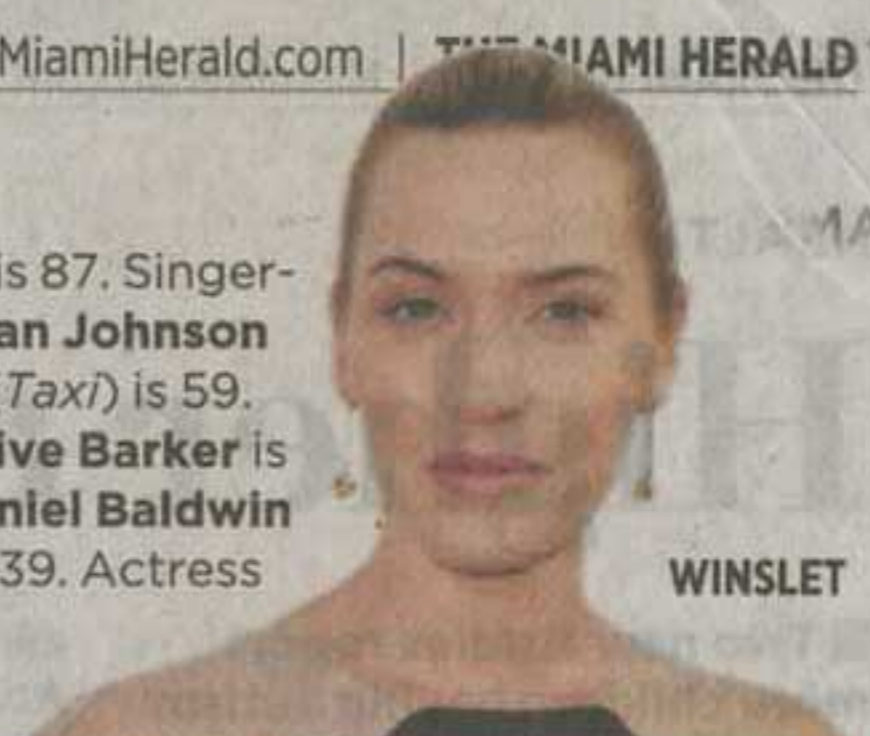 MiamiHerald.com | THE MIAMI HERALD
is 87. Singer-
an Johnson
(Taxi) is 59.
ive Barker is
niel Baldwin
39. Actress
WINSLET